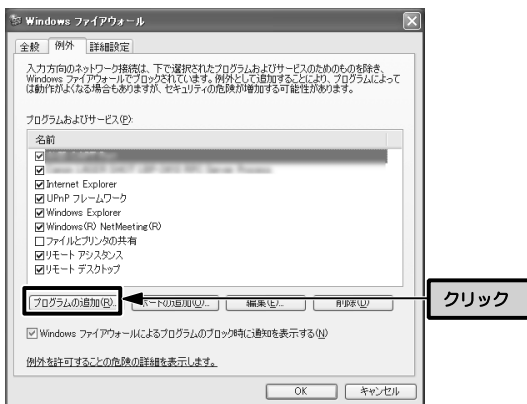 Windows ファイアウォール
全般 例外 詳細設定
入力方向のネットワーク接続は、下で選択されたプログラムおよびサービスのためのものを除き、
Windows ファイアウォールでブロックされています。例外として追加することにより、プログラムによって
は動作がよくなる場合もありますが、セキュリティの危険が増加する可能性があります。
プログラムおよびサービス(P):
名前
Internet Explorer
UPnP フレームワーク
Windows Explorer
Windows(R) NetMeeting(R)
ファイルとプリンタの共有
リモート アシスタンス
リモート デスクトップ
プログラムの追加(R)... ポートの追加(O)... 編集(E)... 削除(D)
クリック
Windows ファイアウォールによるプログラムのブロック時に通知を表示する(N)
例外を許可することの危険の詳細を表示します。
OK キャンセル